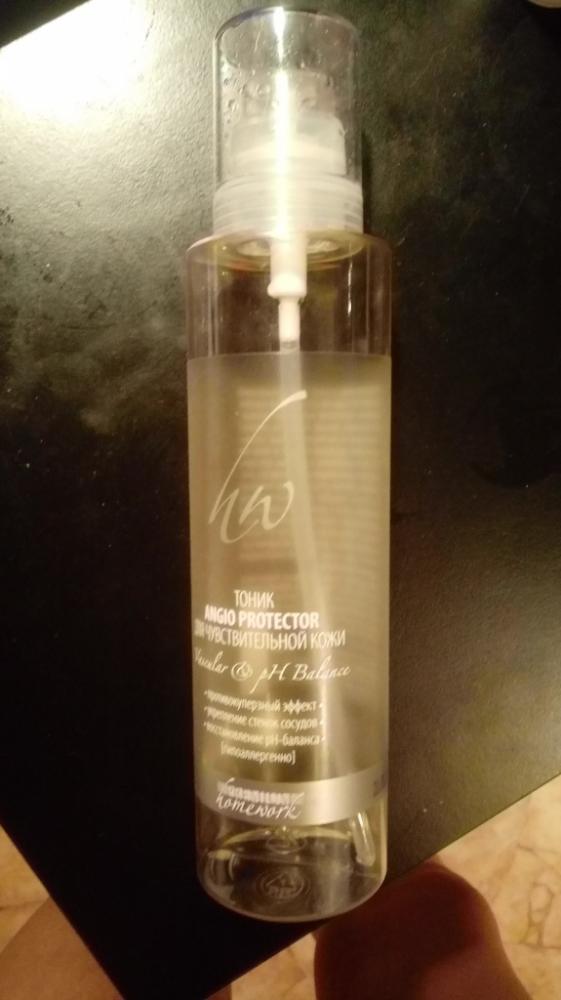 hw
ТОНИК
ANGIO PROTECTOR
ДЛЯ ЧУВСТВИТЕЛЬНОЙ КОЖИ
Vascular & pH Balance
• противокуперзный эффект •
• укрепление стенок сосудов •
• восстановление pH-баланса •
[гипоаллергенно]
homework